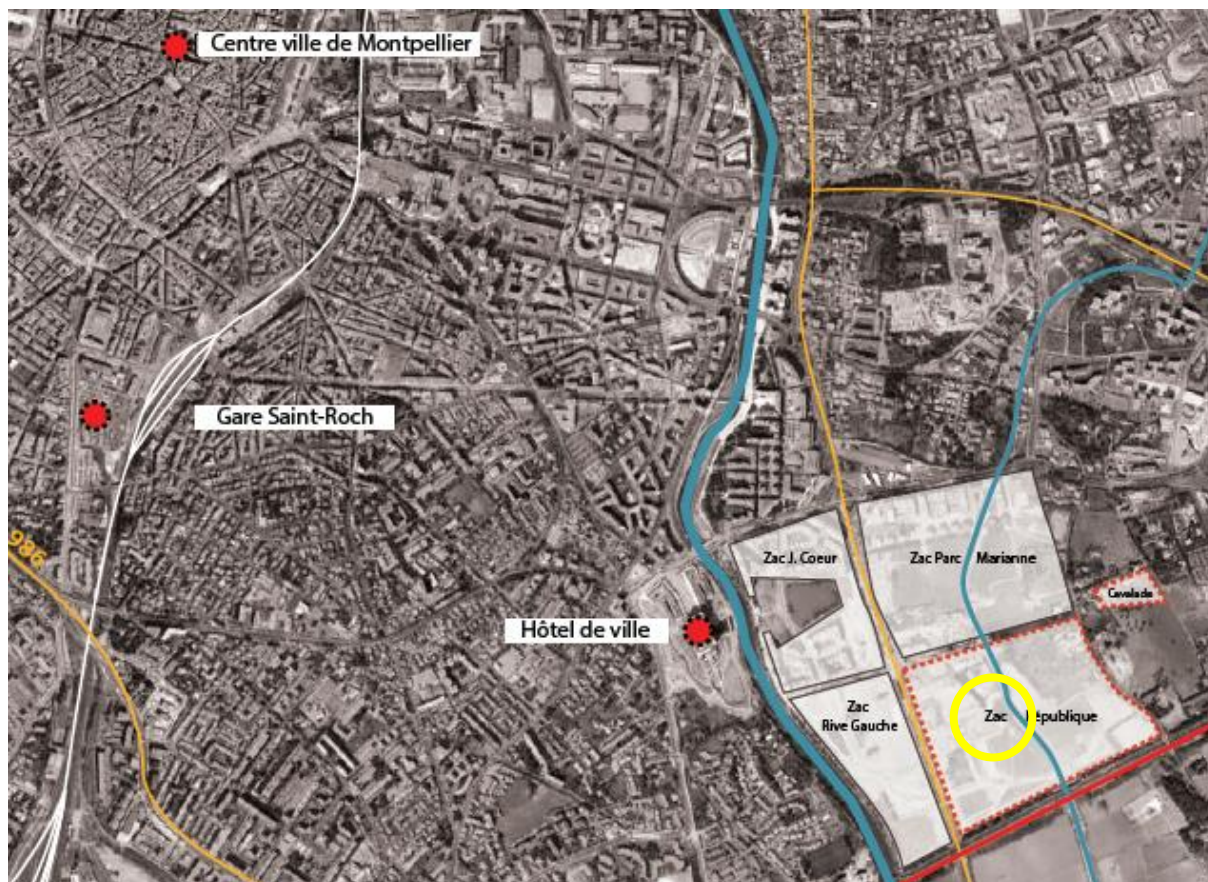 Centre ville de Montpellier
Gare Saint-Roch
986
Zac J. Coeur
Zac Parc Marianne
Cavalade
Hôtel de ville
Zac
Rive Gauche
Zac République